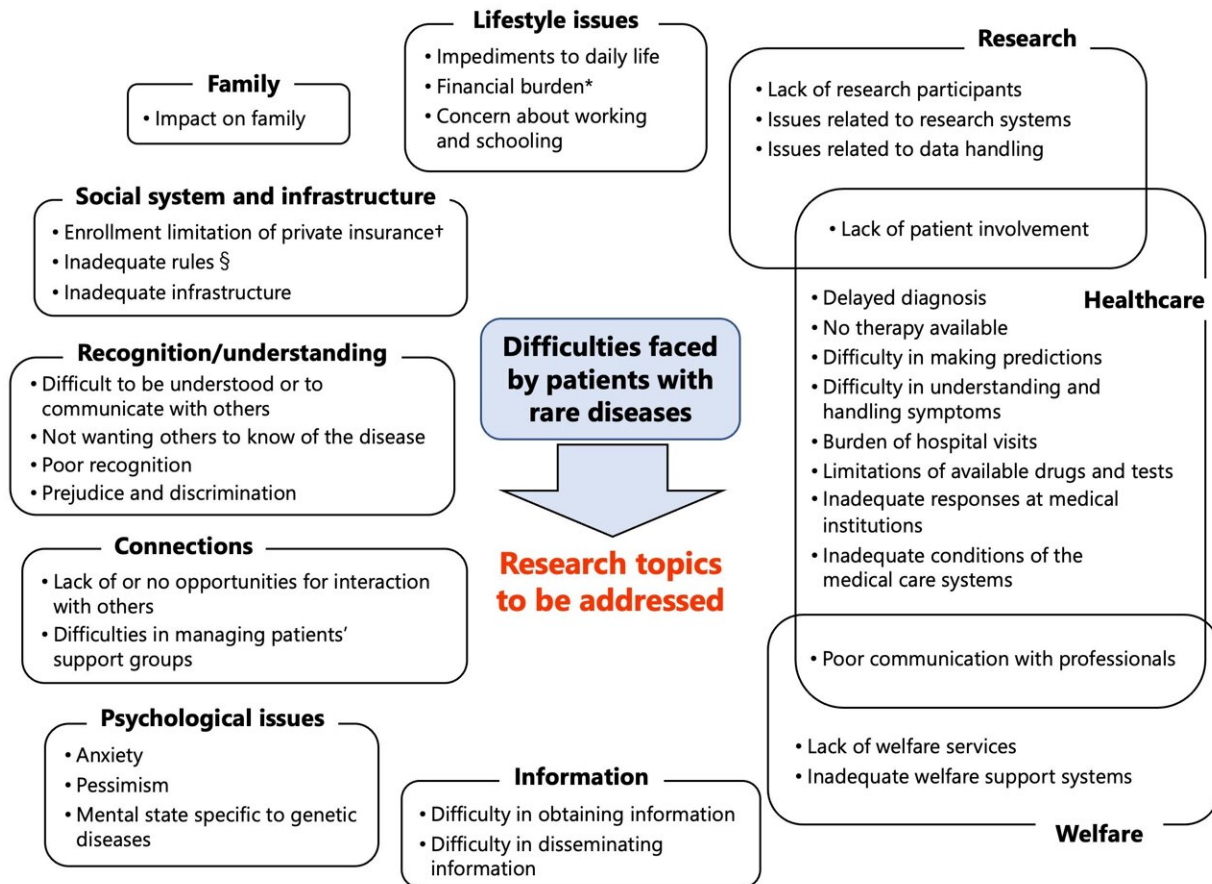 Lifestyle issues
• Impediments to daily life
• Financial burden*
• Concern about working
and schooling
Research
• Lack of research participants
• Issues related to research systems
• Issues related to data handling
• Lack of patient involvement
Healthcare
• Delayed diagnosis
• No therapy available
• Difficulty in making predictions
• Difficulty in understanding and
handling symptoms
• Burden of hospital visits
• Limitations of available drugs and tests
• Inadequate responses at medical
institutions
• Inadequate conditions of the
medical care systems
• Poor communication with professionals
• Lack of welfare services
• Inadequate welfare support systems
Welfare
Family
• Impact on family
Social system and infrastructure
• Enrollment limitation of private insurance†
• Inadequate rules §
• Inadequate infrastructure
Recognition/understanding
• Difficult to be understood or to
communicate with others
• Not wanting others to know of the disease
• Poor recognition
• Prejudice and discrimination
Connections
• Lack of or no opportunities for interaction
with others
• Difficulties in managing patients’
support groups
Psychological issues
• Anxiety
• Pessimism
• Mental state specific to genetic
diseases
Information
• Difficulty in obtaining information
• Difficulty in disseminating
information
Difficulties faced
by patients with
rare diseases
Research topics
to be addressed